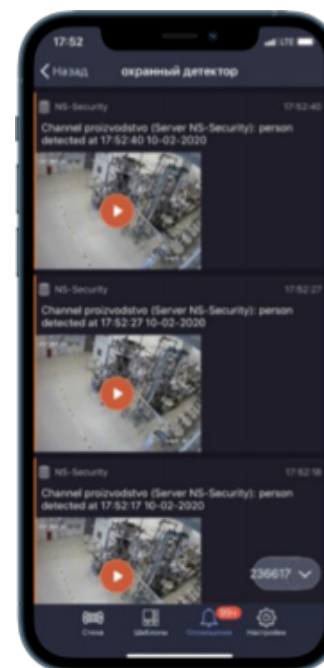 17:52
LTE
Назад
охранный детектор
NS-Security 17:52:40
Channel proizvodstvo (Server NS-Security): person
detected at 17:52:40 10-02-2020
NS-Security 17:52:27
Channel proizvodstvo (Server NS-Security): person
detected at 17:52:27 10-02-2020
NS-Security 17:52:18
Channel proizvodstvo (Server NS-Security): person
detected at 17:52:17 10-02-2020
236617
99+
Стена Шаблоны Оповещения Настройки